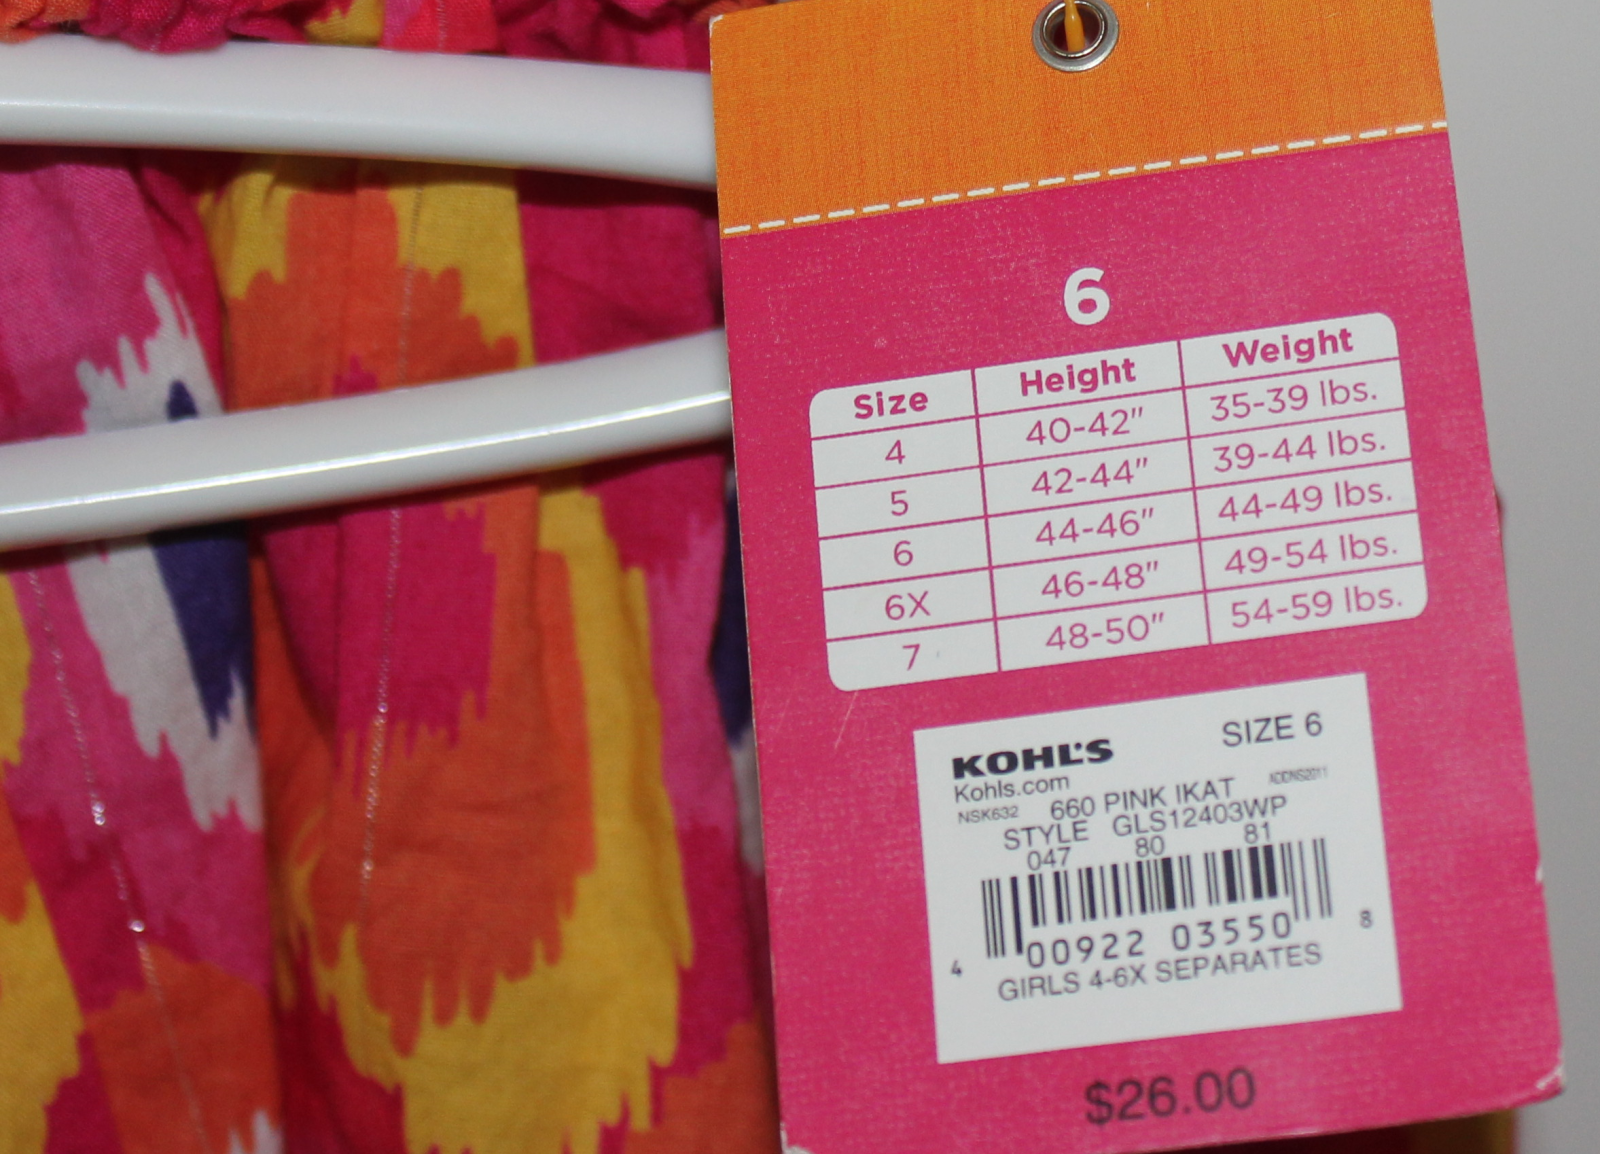 6
Size Height Weight
4 40-42" 35-39 lbs.
5 42-44" 39-44 lbs.
6 44-46" 44-49 lbs.
6X 46-48" 49-54 lbs.
7 48-50" 54-59 lbs.
KOHL'S SIZE 6
Kohls.com
NSK632 660 PINK IKAT
STYLE GLS12403WP
047 80 81
4 00922 03550 8
GIRLS 4-6X SEPARATES
$26.00